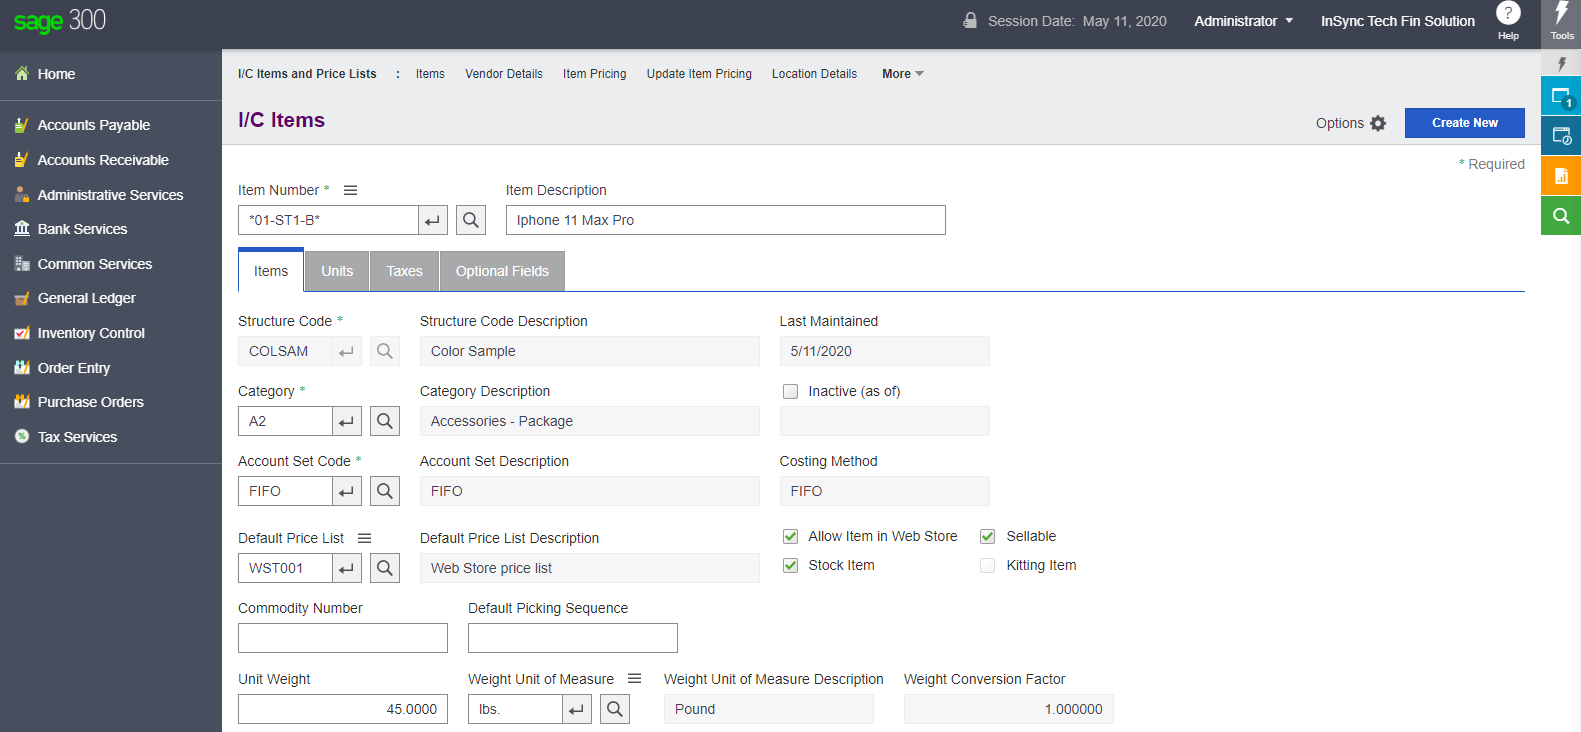 sage 300
Session Date: May 11, 2020 Administrator InSync Tech Fin Solution ? Help Tools
Home
Accounts Payable
Accounts Receivable
Administrative Services
Bank Services
Common Services
General Ledger
Inventory Control
Order Entry
Purchase Orders
Tax Services
I/C Items and Price Lists : Items Vendor Details Item Pricing Update Item Pricing Location Details More
I/C Items
Options Create New
1
* Required
Item Number * Item Description
*01-ST1-B* Iphone 11 Max Pro
Items Units Taxes Optional Fields
Structure Code * Structure Code Description Last Maintained
COLSAM Color Sample 5/11/2020
Category * Category Description Inactive (as of)
A2 Accessories - Package
Account Set Code * Account Set Description Costing Method
FIFO FIFO FIFO
Default Price List Default Price List Description Allow Item in Web Store Sellable
WST001 Web Store price list Stock Item Kitting Item
Commodity Number Default Picking Sequence
Unit Weight Weight Unit of Measure Weight Unit of Measure Description Weight Conversion Factor
45.0000 lbs. Pound 1.000000